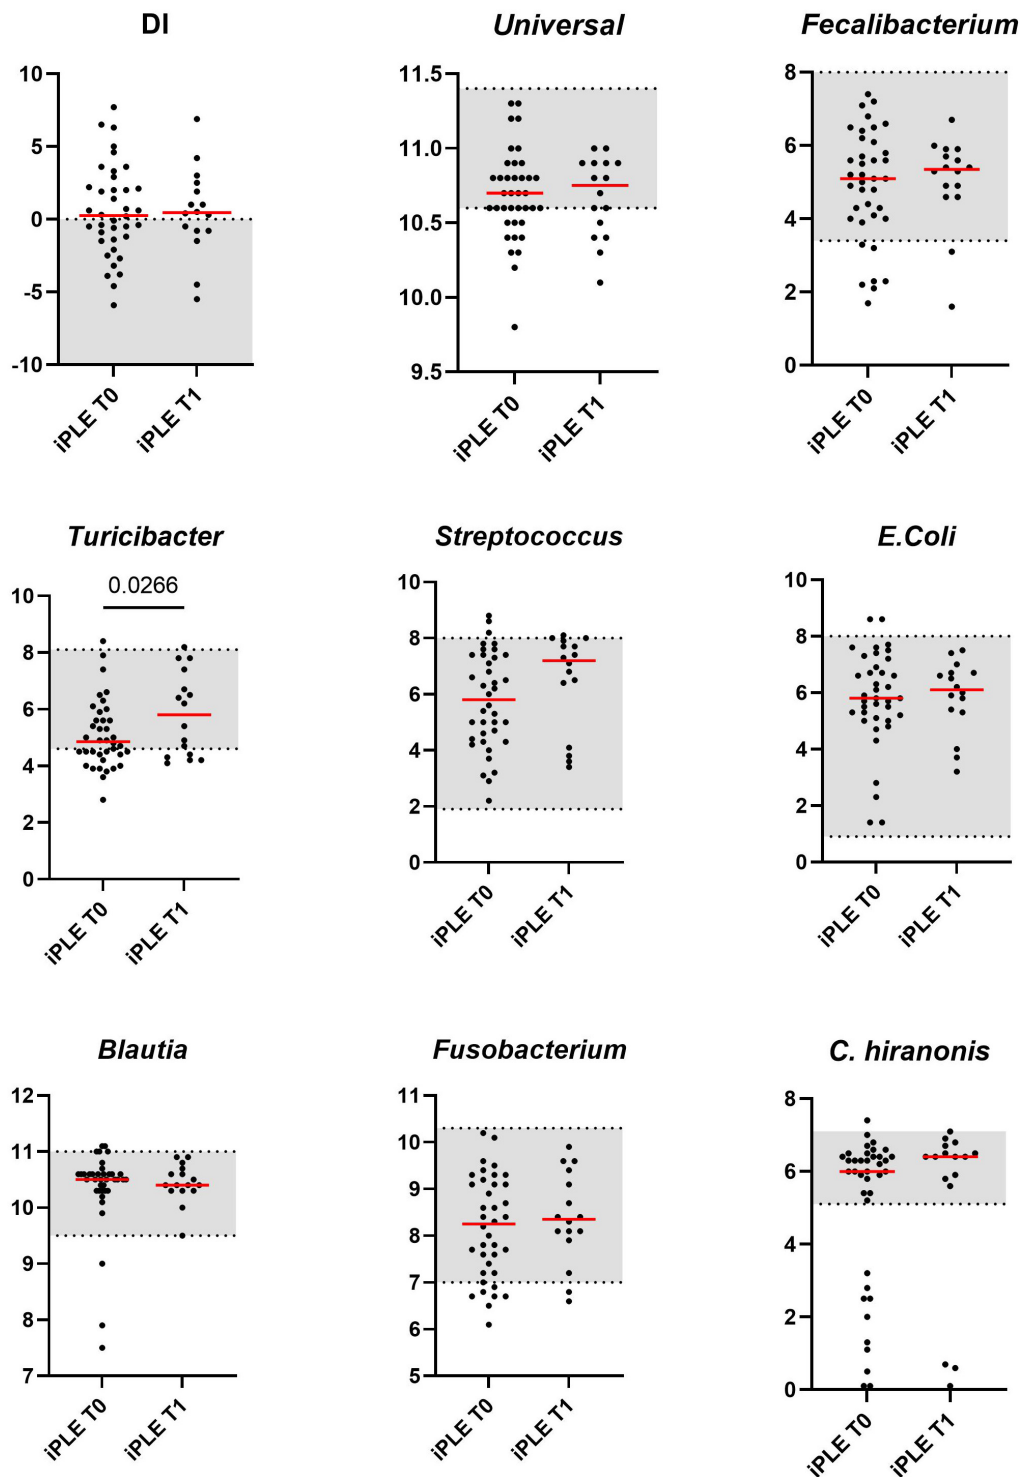 DI
10
5
0
-5
-10
iPLE T0
iPLE T1
Universal
11.5
11.0
10.5
10.0
9.5
iPLE T0
iPLE T1
Fecalibacterium
8
6
4
2
0
iPLE T0
iPLE T1
Turicibacter
0.0266
10
8
6
4
2
0
iPLE T0
iPLE T1
Streptococcus
10
8
6
4
2
0
iPLE T0
iPLE T1
E.Coli
10
8
6
4
2
0
iPLE T0
iPLE T1
Blautia
12
11
10
9
8
7
iPLE T0
iPLE T1
Fusobacterium
11
10
9
8
7
6
5
iPLE T0
iPLE T1
C. hiranonis
8
6
4
2
0
iPLE T0
iPLE T1